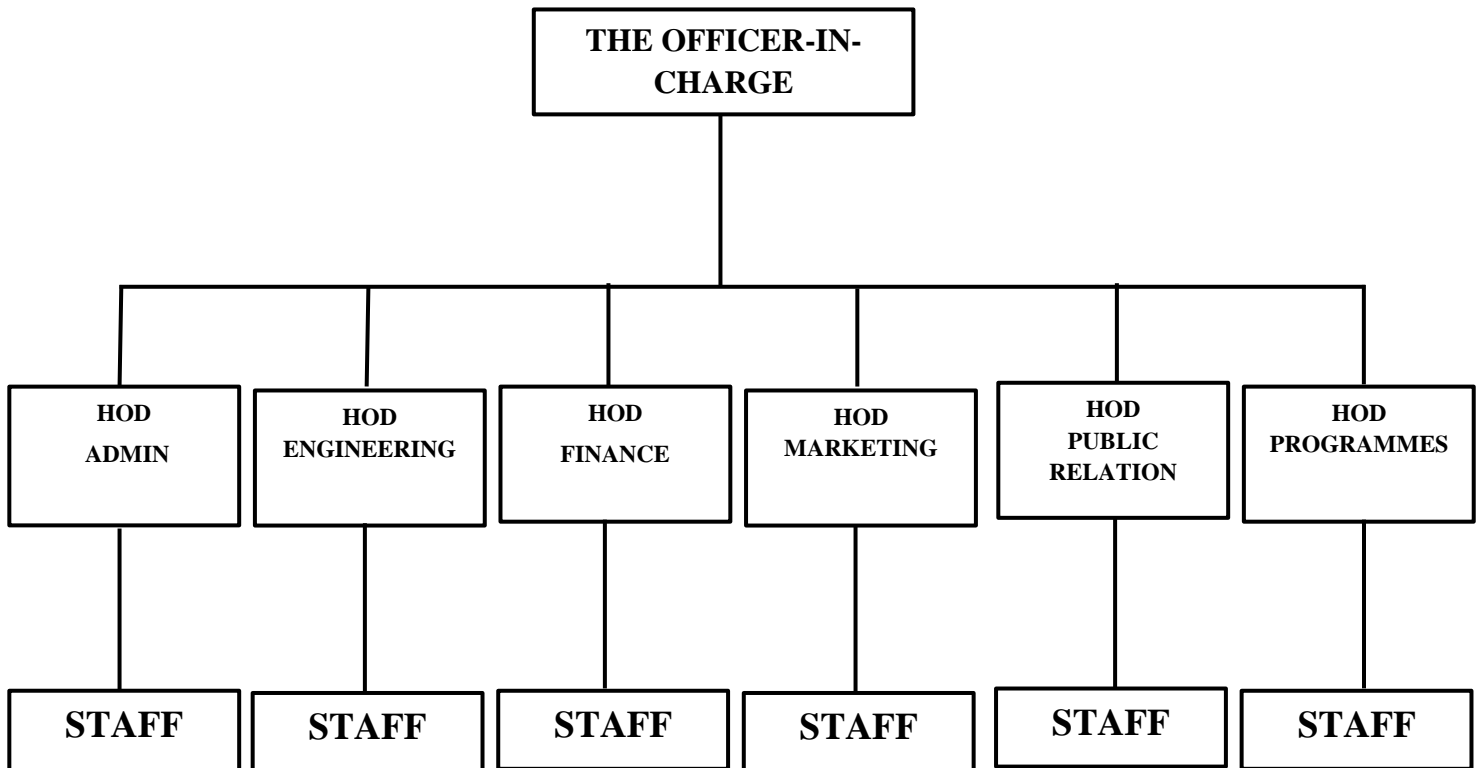 THE OFFICER-IN-
CHARGE
HOD
ADMIN
HOD
ENGINEERING
HOD
FINANCE
HOD
MARKETING
HOD
PUBLIC
RELATION
HOD
PROGRAMMES
STAFF
STAFF
STAFF
STAFF
STAFF
STAFF